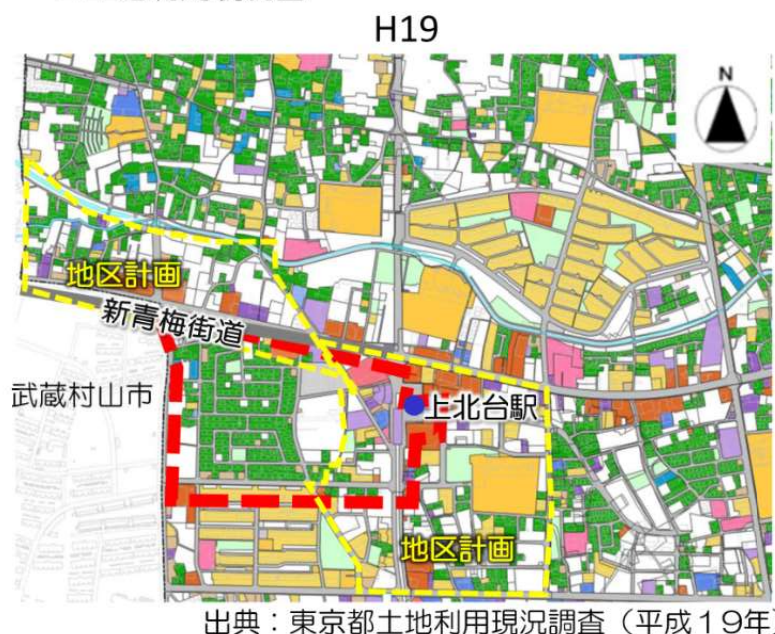 H19
N
地区計画
新青梅街道
武蔵村山市
上北台駅
地区計画
出典：東京都土地利用現況調査（平成１９年）